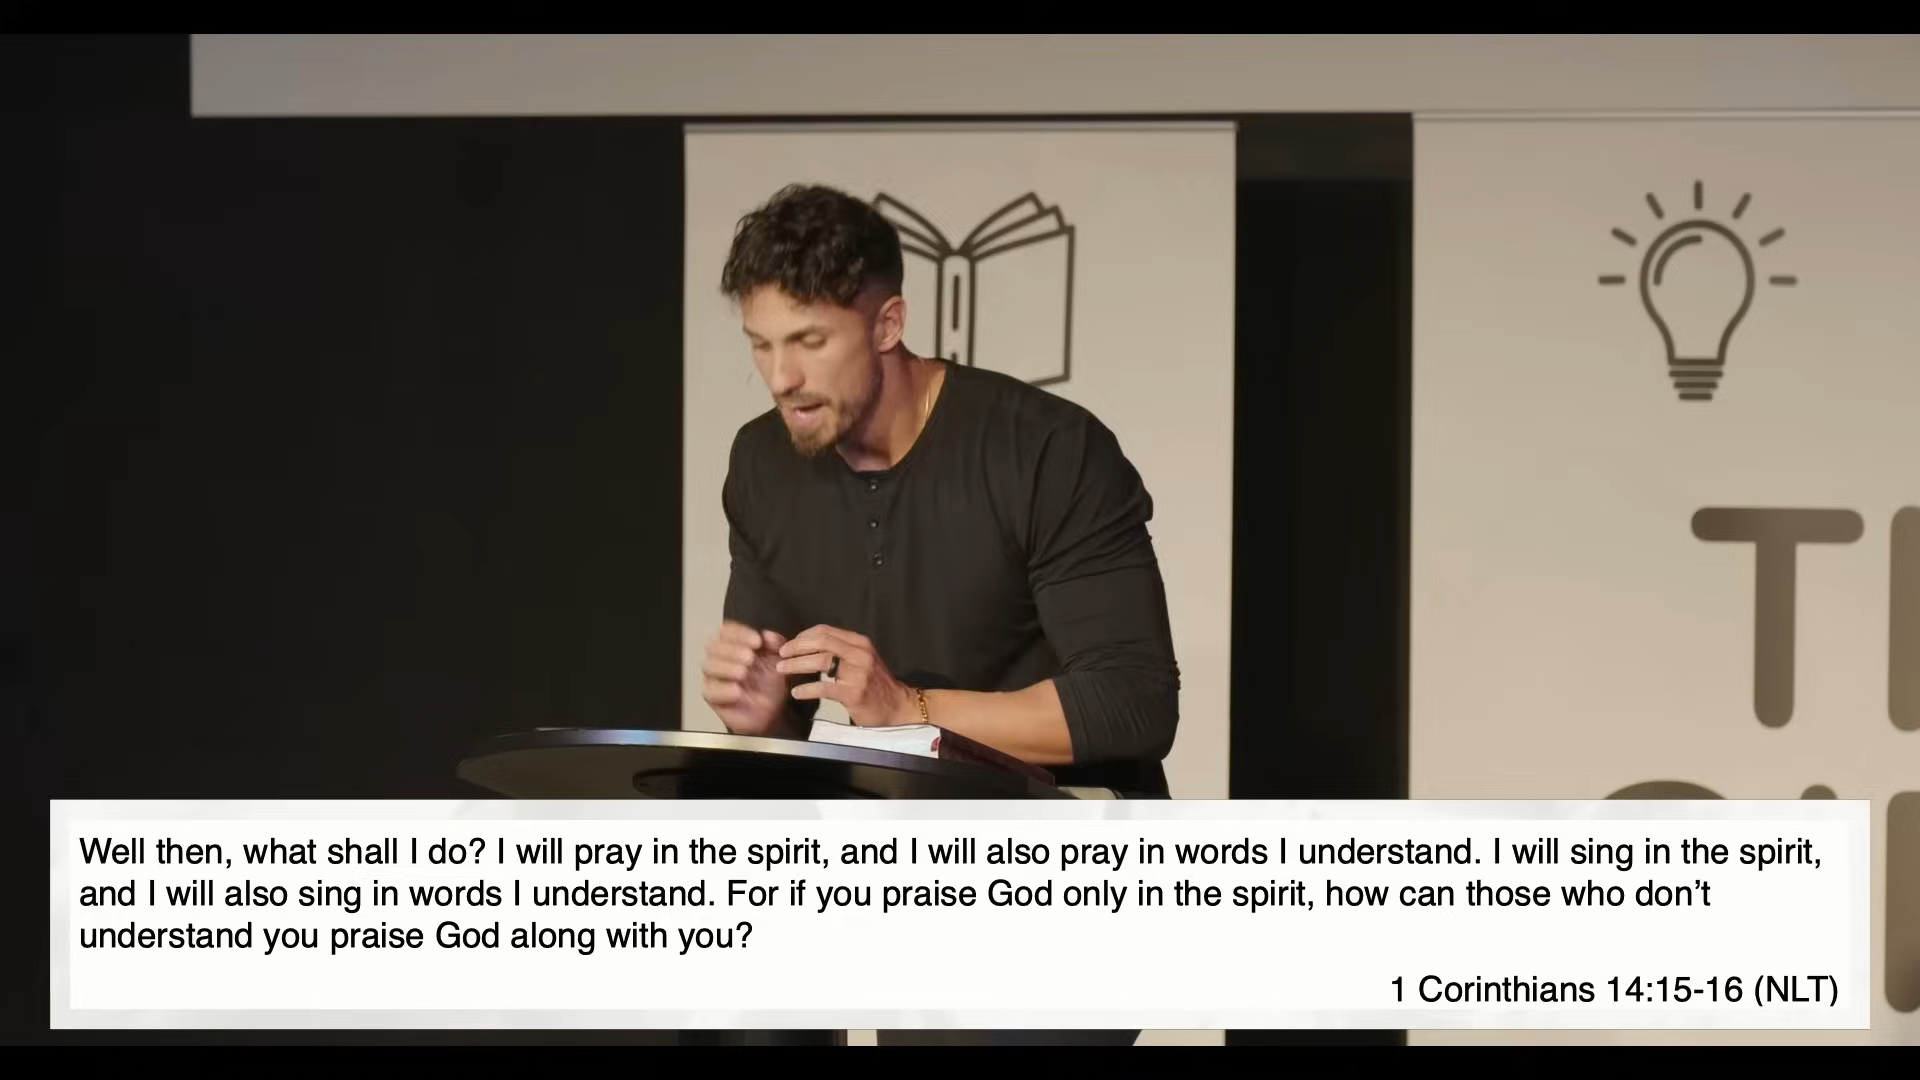 TI
Well then, what shall I do? I will pray in the spirit, and I will also pray in words I understand. I will sing in the spirit,
and I will also sing in words I understand. For if you praise God only in the spirit, how can those who don’t
understand you praise God along with you?
1 Corinthians 14:15-16 (NLT)